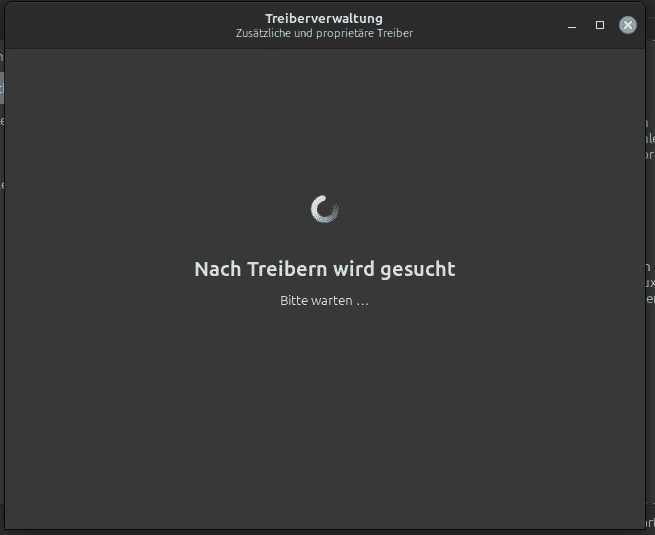 Treiberverwaltung
Zusätzliche und proprietäre Treiber
Nach Treibern wird gesucht
Bitte warten …